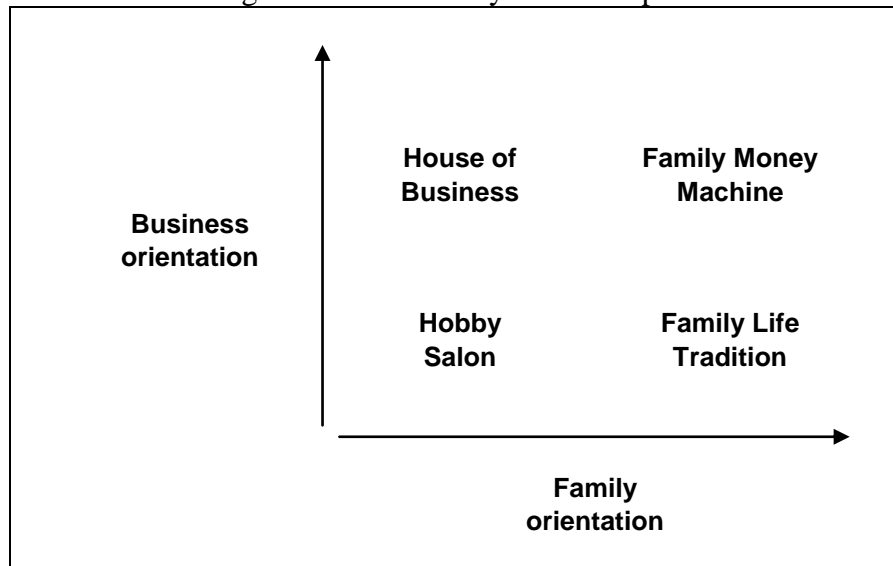 House of
Business
Family Money
Machine
Business
orientation
Hobby
Salon
Family Life
Tradition
Family
orientation